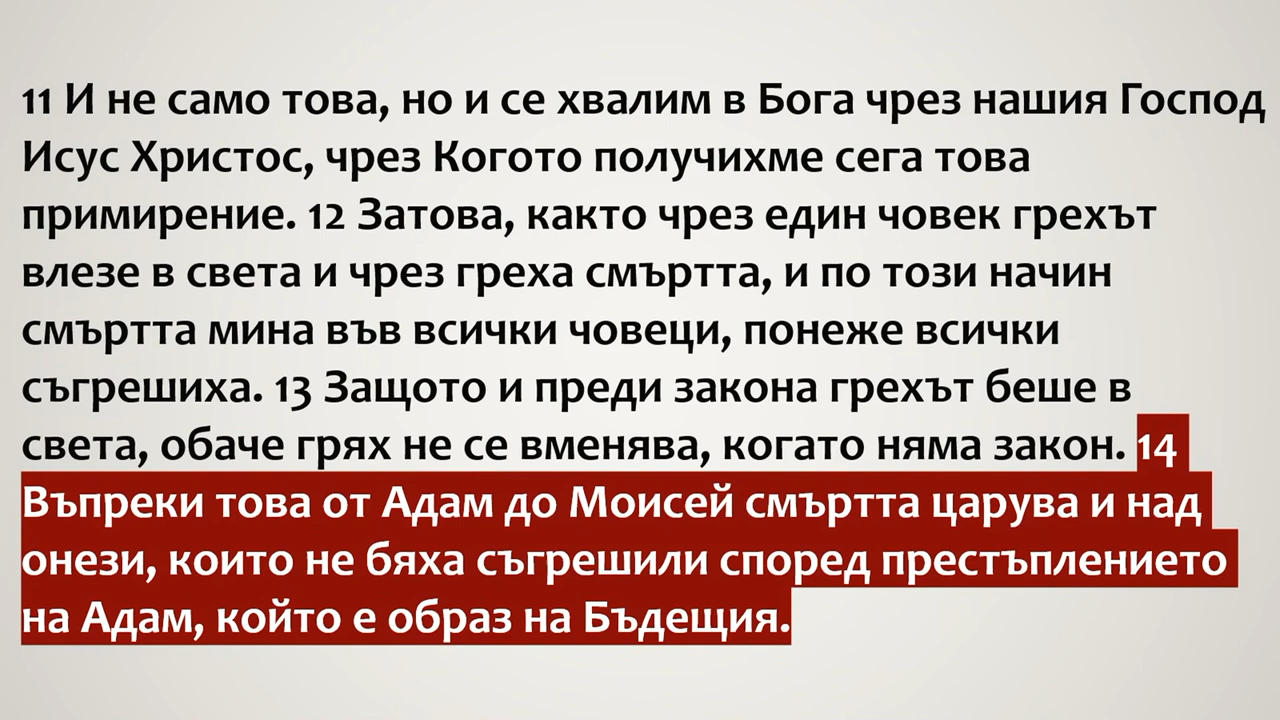 11 И не само това, но и се хвалим в Бога чрез нашия Господ
Исус Христос, чрез Когото получихме сега това
примирение. 12 Затова, както чрез един човек грехът
влезе в света и чрез греха смъртта, и по този начин
смъртта мина във всички човеци, понеже всички
съгрешиха. 13 Защото и преди закона грехът беше в
света, обаче грях не се вменява, когато няма закон. 14
Въпреки това от Адам до Моисей смъртта царува и над
онези, които не бяха съгрешили според престъплението
на Адам, който е образ на Бъдещия.